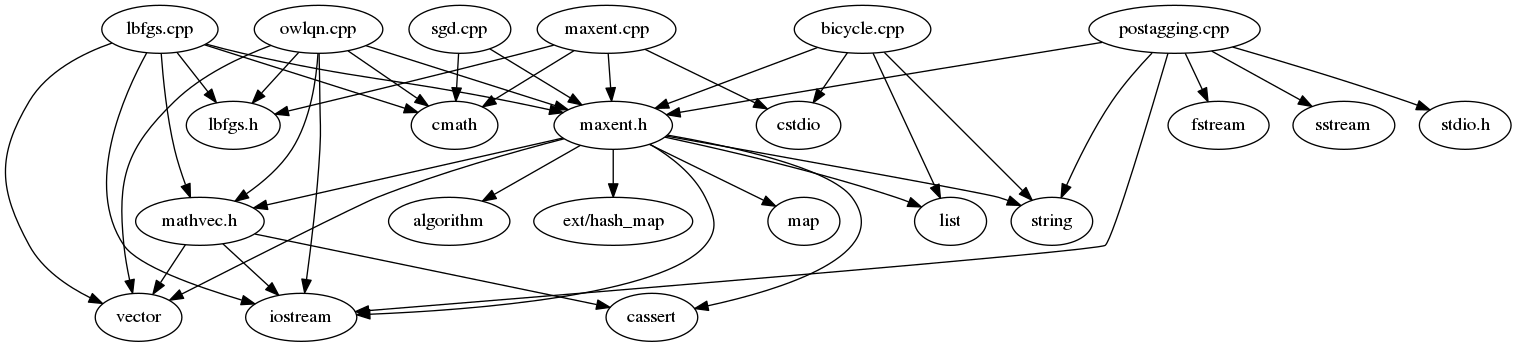 lbfgs.cpp
owlqn.cpp
sgd.cpp
maxent.cpp
bicycle.cpp
postagging.cpp
lbfgs.h
cmath
maxent.h
cstdio
fstream
sstream
stdio.h
mathvec.h
algorithm
ext/hash_map
map
list
string
vector
iostream
cassert